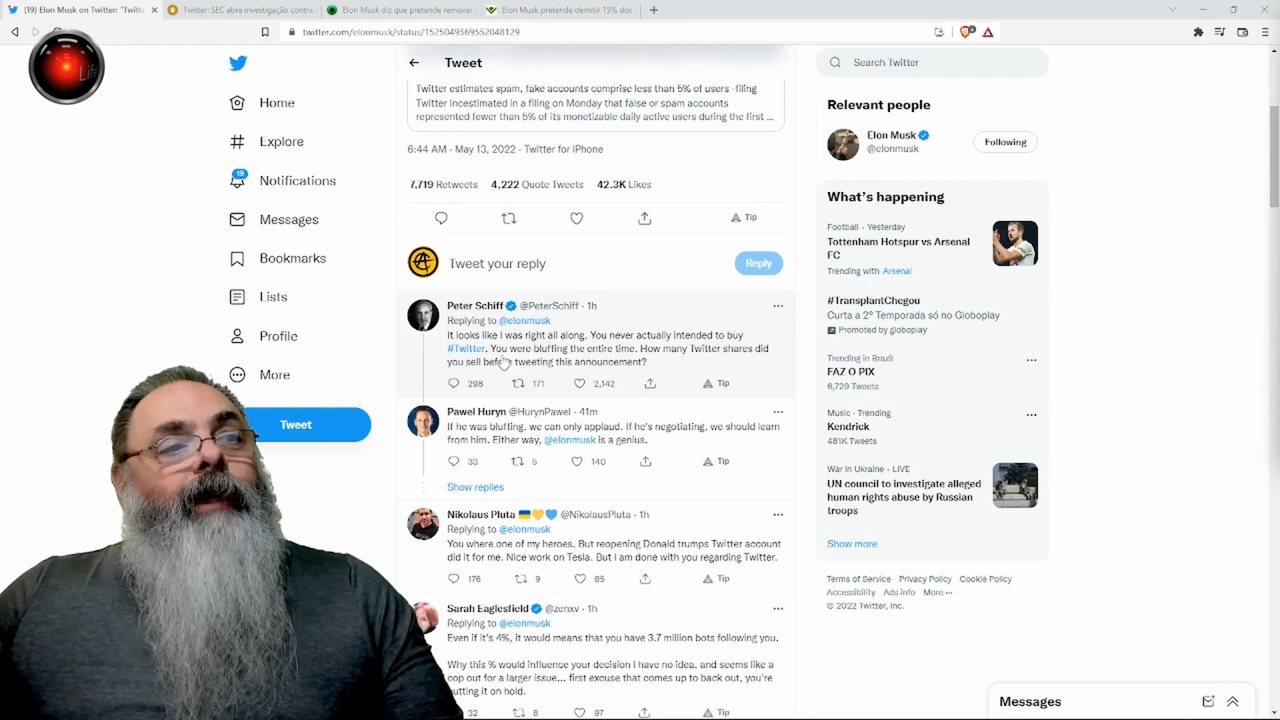 (19) Elon Musk on Twitter: "Twitte
Twitter: SEC abre investigação contra
Elon Musk diz que pretende remover
Elon Musk pretende demitir 15% dos
twitter.com/elonmusk/status/1525049369552048129
Life
Home
Explore
19
Notifications
Messages
Bookmarks
Lists
Profile
More
Tweet
Tweet
Twitter estimates spam, fake accounts comprise less than 5% of users -filing
Twitter Incestimated in a filing on Monday that false or spam accounts
represented fewer than 5% of its monetizable daily active users during the first ...
6:44 AM · May 13, 2022 · Twitter for iPhone
7,719 Retweets 4,222 Quote Tweets 42.3K Likes
Tip
Tweet your reply
Reply
Peter Schiff @PeterSchiff · 1h
Replying to @elonmusk
It looks like I was right all along. You never actually intended to buy
#Twitter. You were bluffing the entire time. How many Twitter shares did
you sell before tweeting this announcement?
298 171 2,142 Tip
Pawel Huryn @HurynPawel · 41m
If he was bluffing, we can only applaud. If he's negotiating, we should learn
from him. Either way, @elonmusk is a genius.
33 5 140 Tip
Show replies
Nikolaus Pluta @NikolausPluta · 1h
Replying to @elonmusk
You where one of my heroes. But reopening Donald trumps Twitter account
did it for me. Nice work on Tesla. But I am done with you regarding Twitter.
176 9 85 Tip
Sarah Eaglesfield @zenxv · 1h
Replying to @elonmusk
Even if it's 4%, it would means that you have 3.7 million bots following you.
Why this % would influence your decision I have no idea, and seems like a
cop out for a larger issue... first excuse that comes up to back out, you're
putting it on hold.
32 6 97 Tip
Search Twitter
Relevant people
Elon Musk
@elonmusk
Following
What's happening
Football · Yesterday
Tottenham Hotspur vs Arsenal
FC
Trending with Arsenal
#TransplantChegou
Curta a 2° Temporada só no Globoplay
Promoted by globoplay
Trending in Brazil
FAZ O PIX
6,729 Tweets
Music · Trending
Kendrick
481K Tweets
War in Ukraine · LIVE
UN council to investigate alleged
human rights abuse by Russian
troops
Show more
Terms of Service Privacy Policy Cookie Policy
Accessibility Ads info More ···
© 2022 Twitter, Inc.
Messages